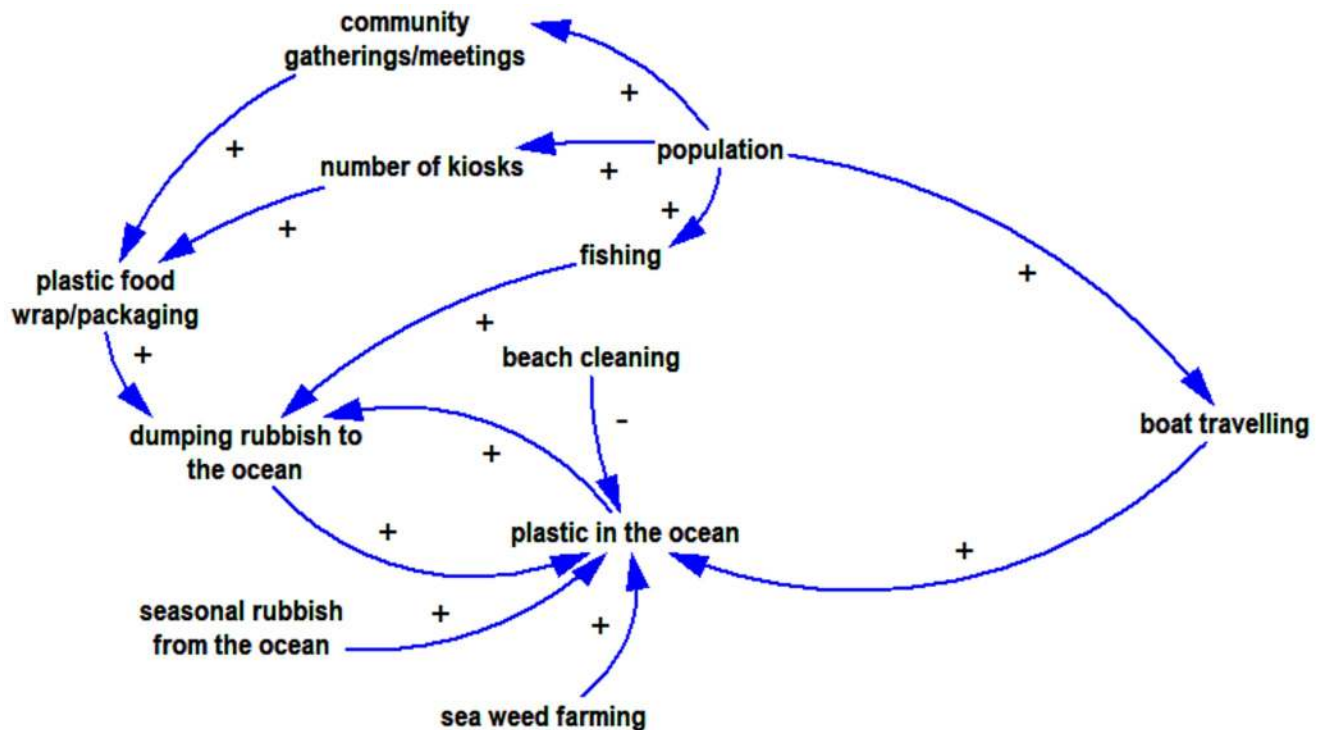 community
gatherings/meetings
+
+
population
number of kiosks
+
+
+
fishing
+
plastic food
wrap/packaging
+
+
beach cleaning
-
boat travelling
dumping rubbish to
the ocean
+
plastic in the ocean
+
+
seasonal rubbish
from the ocean
+
+
sea weed farming